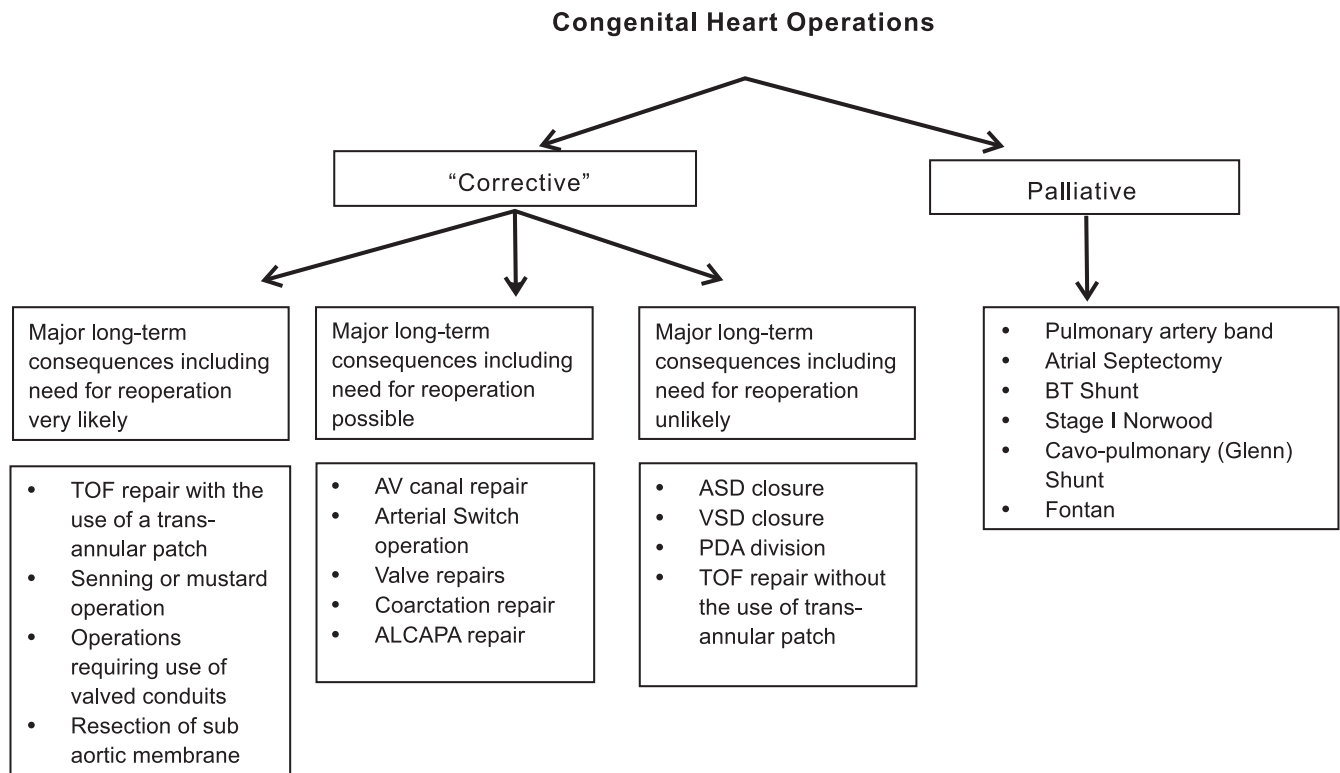 Congenital Heart Operations
“Corrective”
Palliative
Major long-term
consequences including
need for reoperation
very likely
Major long-term
consequences including
need for reoperation
possible
Major long-term
consequences including
need for reoperation
unlikely
• Pulmonary artery band
• Atrial Septectomy
• BT Shunt
• Stage I Norwood
• Cavo-pulmonary (Glenn)
Shunt
• Fontan
• TOF repair with the
use of a trans-
annular patch
• Senning or mustard
operation
• Operations
requiring use of
valved conduits
• Resection of sub
aortic membrane
• AV canal repair
• Arterial Switch
operation
• Valve repairs
• Coarctation repair
• ALCAPA repair
• ASD closure
• VSD closure
• PDA division
• TOF repair without
the use of trans-
annular patch